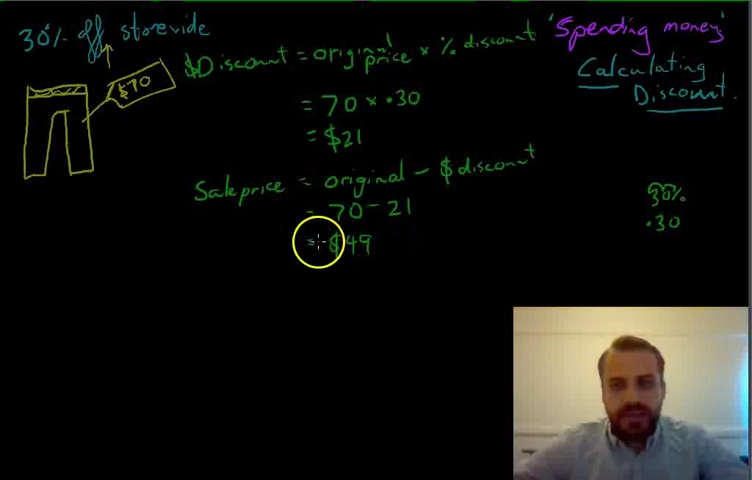 30% off storevide
$70
$Discount = original price × % discount
= 70 × .30
= $21
Sale price = original - $ discount
= 70 - 21
= $49
'Spending money'
Calculating
Discount.
30%
.30